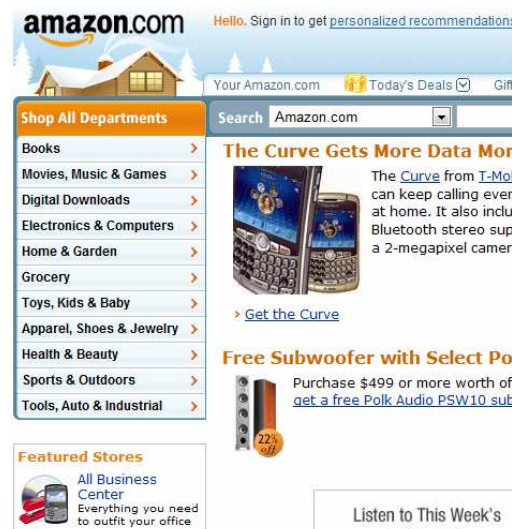 amazon.com
Hello. Sign in to get personalized recommendations
Your Amazon.com
Today's Deals
Shop All Departments
Search Amazon.com
Books
Movies, Music & Games
Digital Downloads
Electronics & Computers
Home & Garden
Grocery
Toys, Kids & Baby
Apparel, Shoes & Jewelry
Health & Beauty
Sports & Outdoors
Tools, Auto & Industrial
The Curve Gets More Data
The Curve from
can keep calling
at home. It also
Bluetooth stereo
a 2-megapixel
Get the Curve
Free Subwoofer with Select
Purchase $499 or more worth of
get a free Polk Audio PSW10
22% off
Featured Stores
All Business
Center
Everything you need
to outfit your office
Listen to This Week's